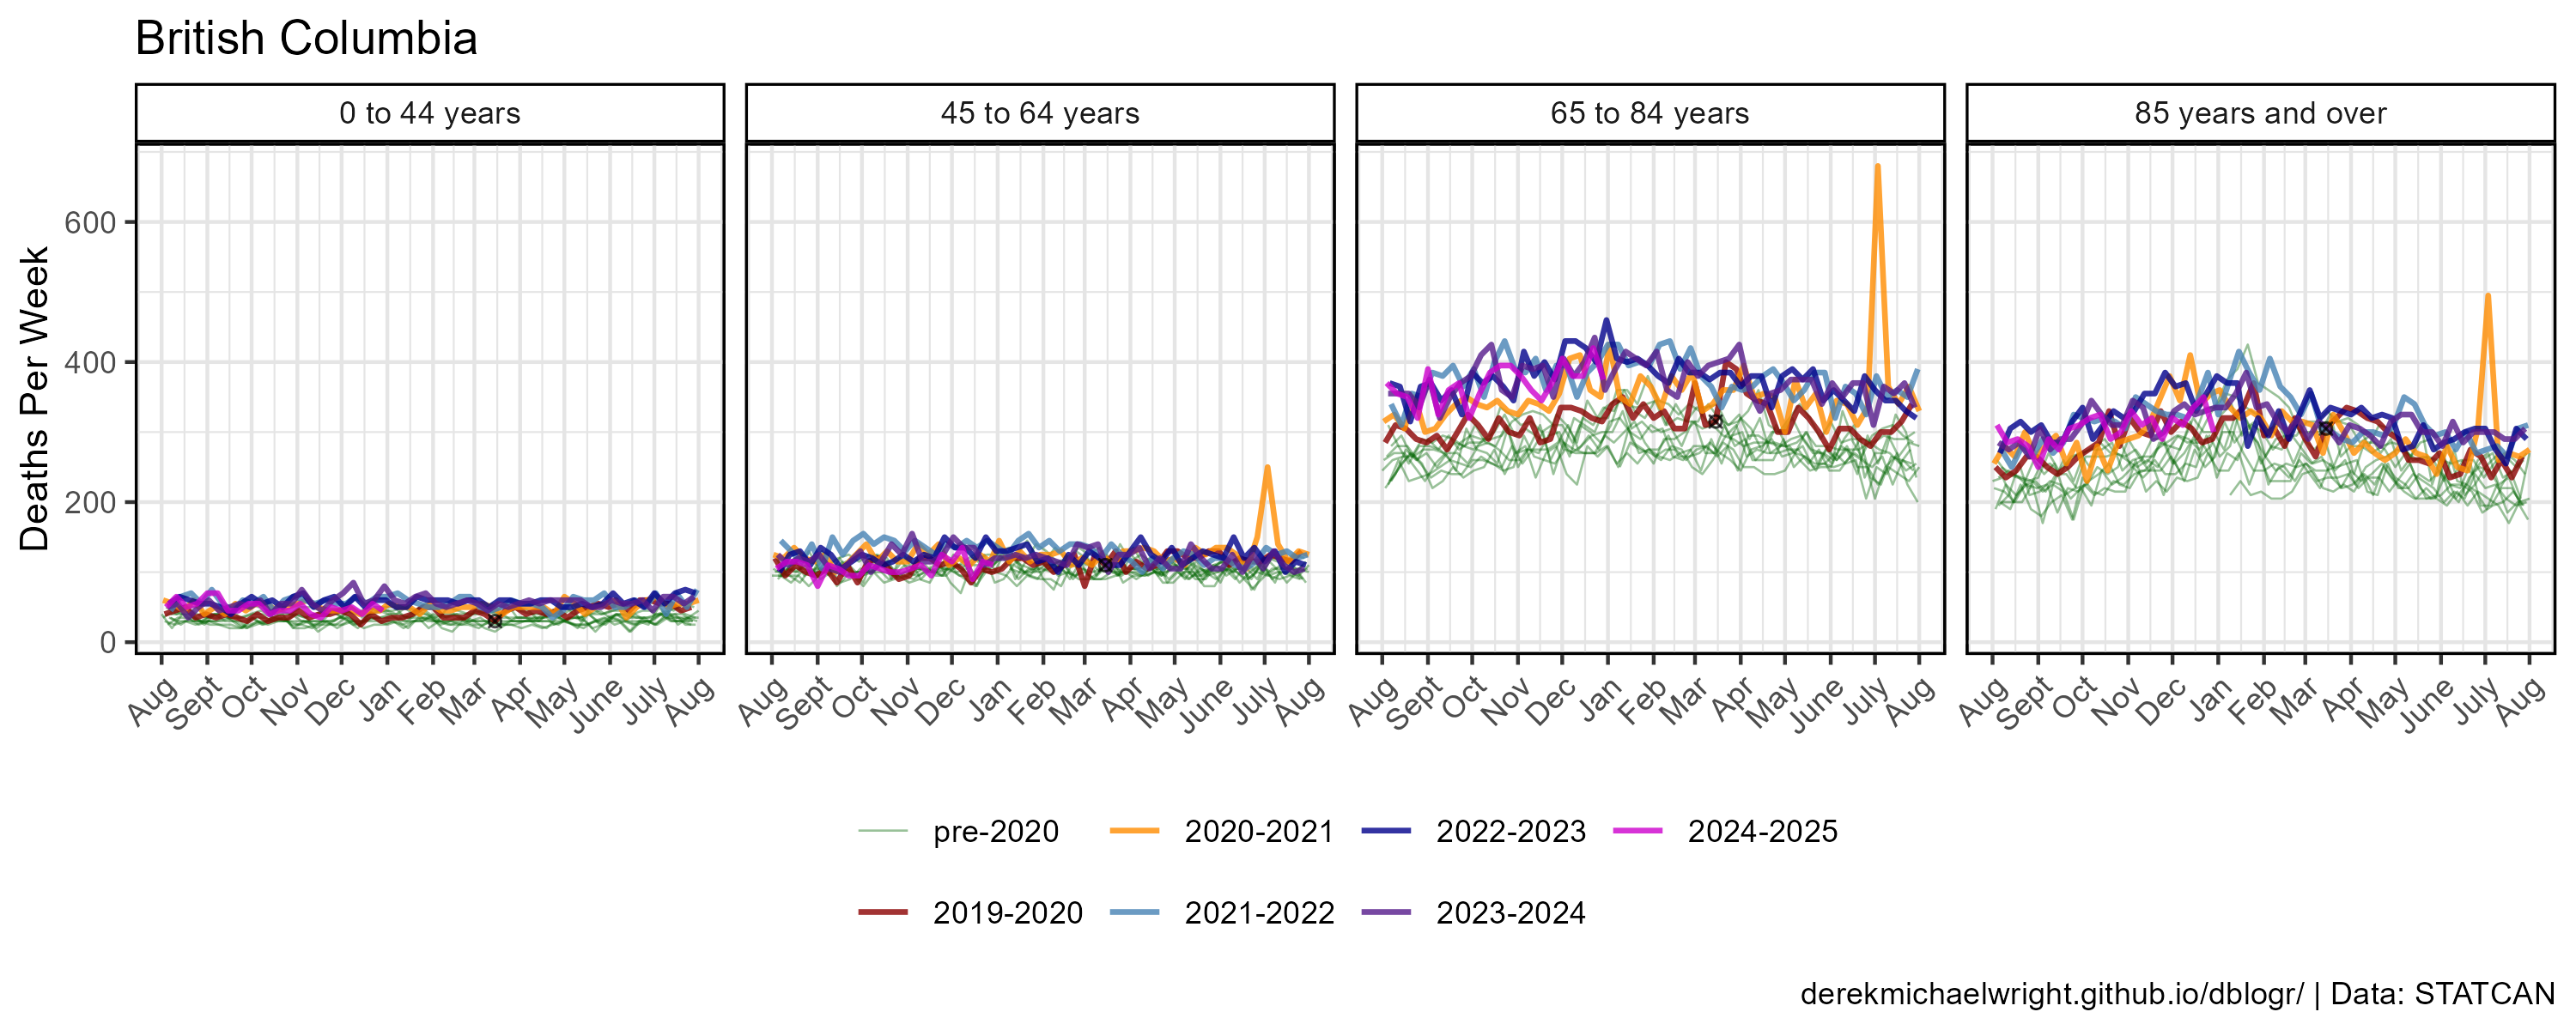 British Columbia
0 to 44 years 45 to 64 years 65 to 84 years 85 years and over
Deaths Per Week
600
400
200
0
Aug Sept Oct Nov Dec Jan Feb Mar Apr May June July Aug Aug Sept Oct Nov Dec Jan Feb Mar Apr May June July Aug Aug Sept Oct Nov Dec Jan Feb Mar Apr May June July Aug Aug Sept Oct Nov Dec Jan Feb Mar Apr May June July Aug
pre-2020 2020-2021 2022-2023 2024-2025
2019-2020 2021-2022 2023-2024
derekmichaelwright.github.io/dblogr/ | Data: STATCAN